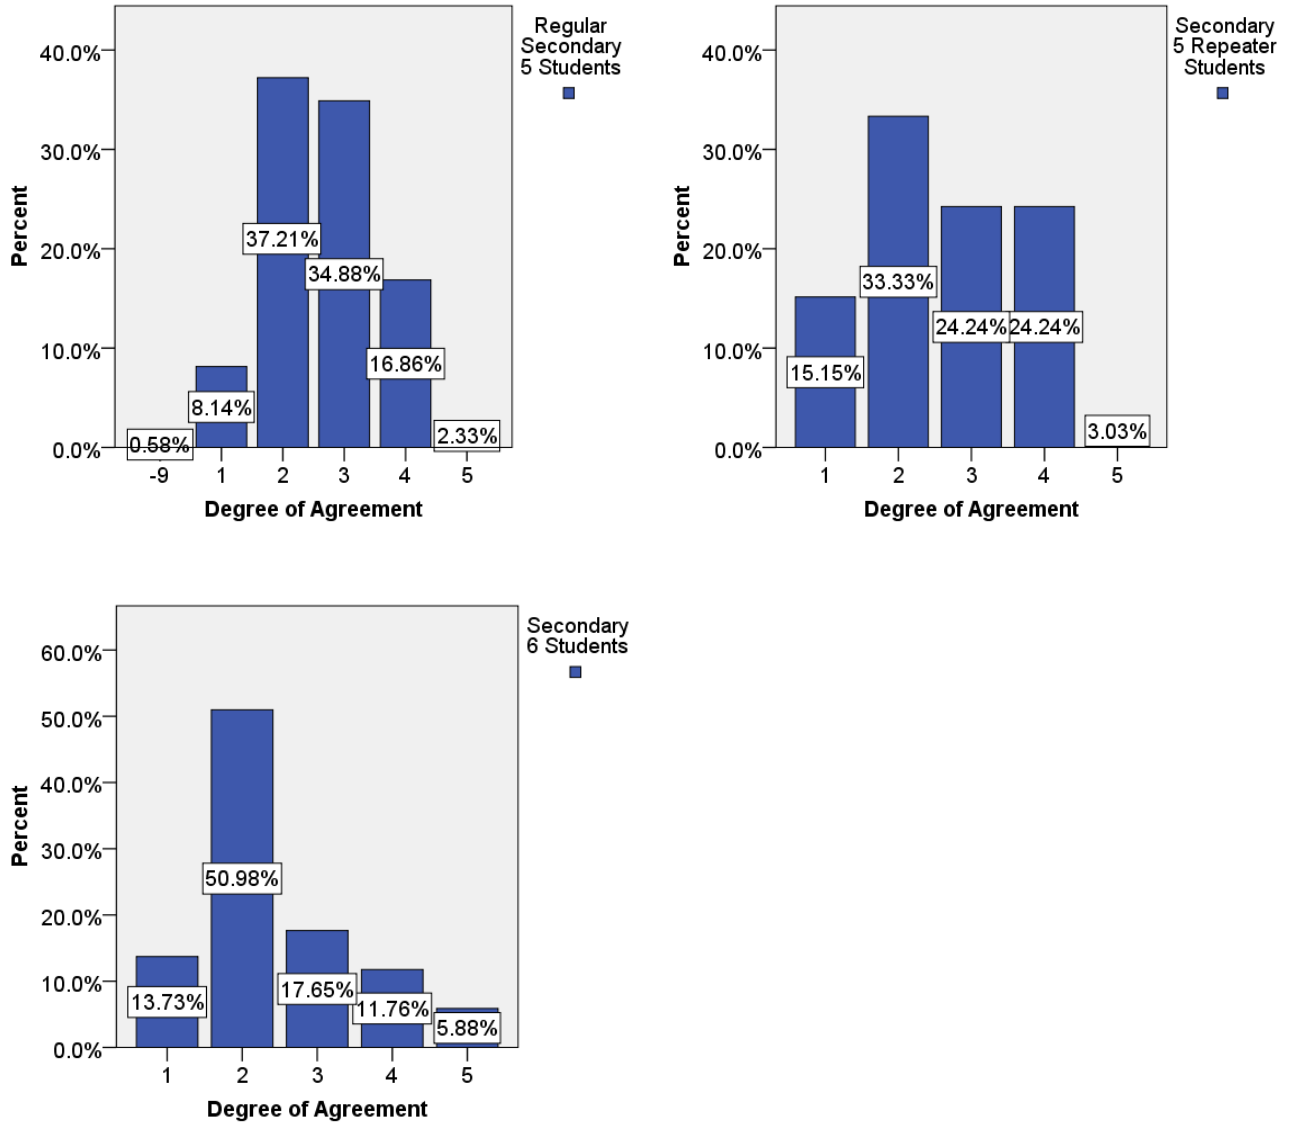 Regular
Secondary
5 Students
40.0%
30.0%
20.0%
10.0%
0.0%
Percent
0.58%
8.14%
37.21%
34.88%
16.86%
2.33%
-9 1 2 3 4 5
Degree of Agreement
Secondary
5 Repeater
Students
40.0%
30.0%
20.0%
10.0%
0.0%
Percent
15.15%
33.33%
24.24%
24.24%
3.03%
1 2 3 4 5
Degree of Agreement
Secondary
6 Students
60.0%
50.0%
40.0%
30.0%
20.0%
10.0%
0.0%
Percent
13.73%
50.98%
17.65%
11.76%
5.88%
1 2 3 4 5
Degree of Agreement